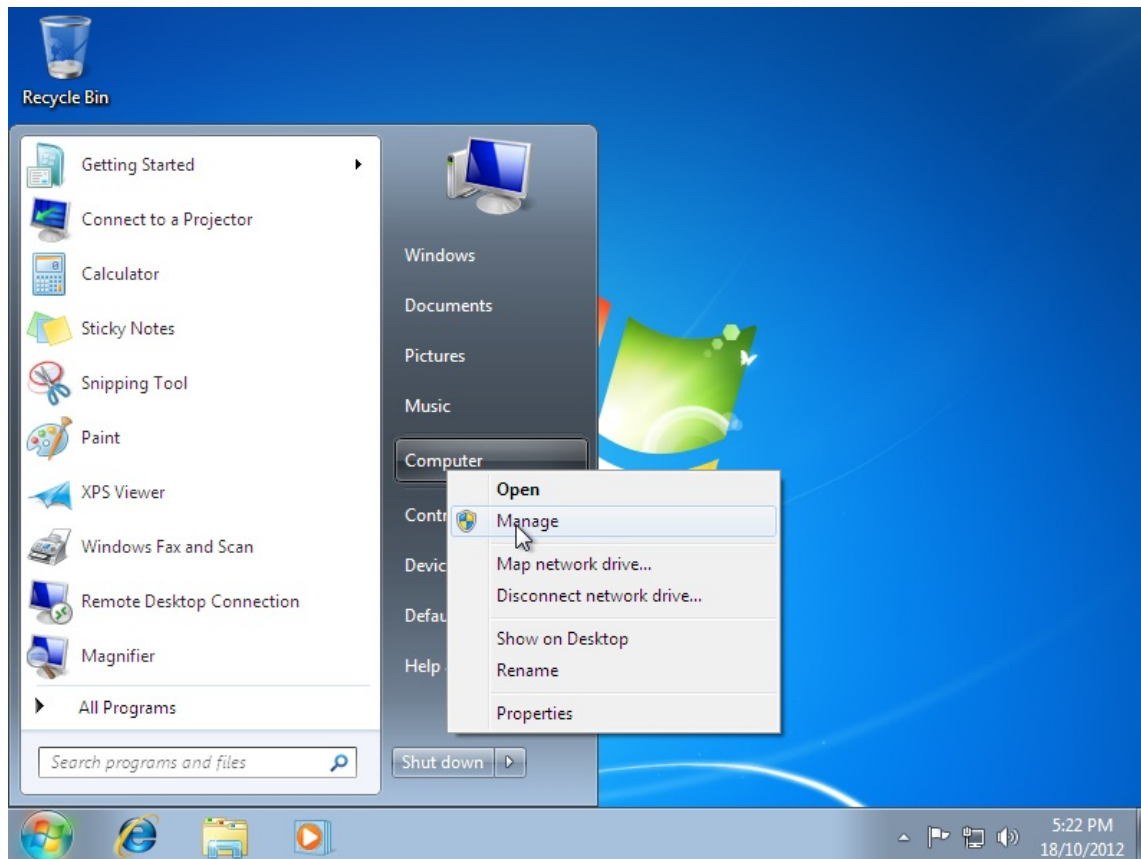 Recycle Bin
Getting Started
Connect to a Projector
Calculator
Sticky Notes
Snipping Tool
Paint
XPS Viewer
Windows Fax and Scan
Remote Desktop Connection
Magnifier
All Programs
Search programs and files
Windows
Documents
Pictures
Music
Computer
Contr
Devic
Defau
Help
Shut down
Open
Manage
Map network drive...
Disconnect network drive...
Show on Desktop
Rename
Properties
5:22 PM
18/10/2012